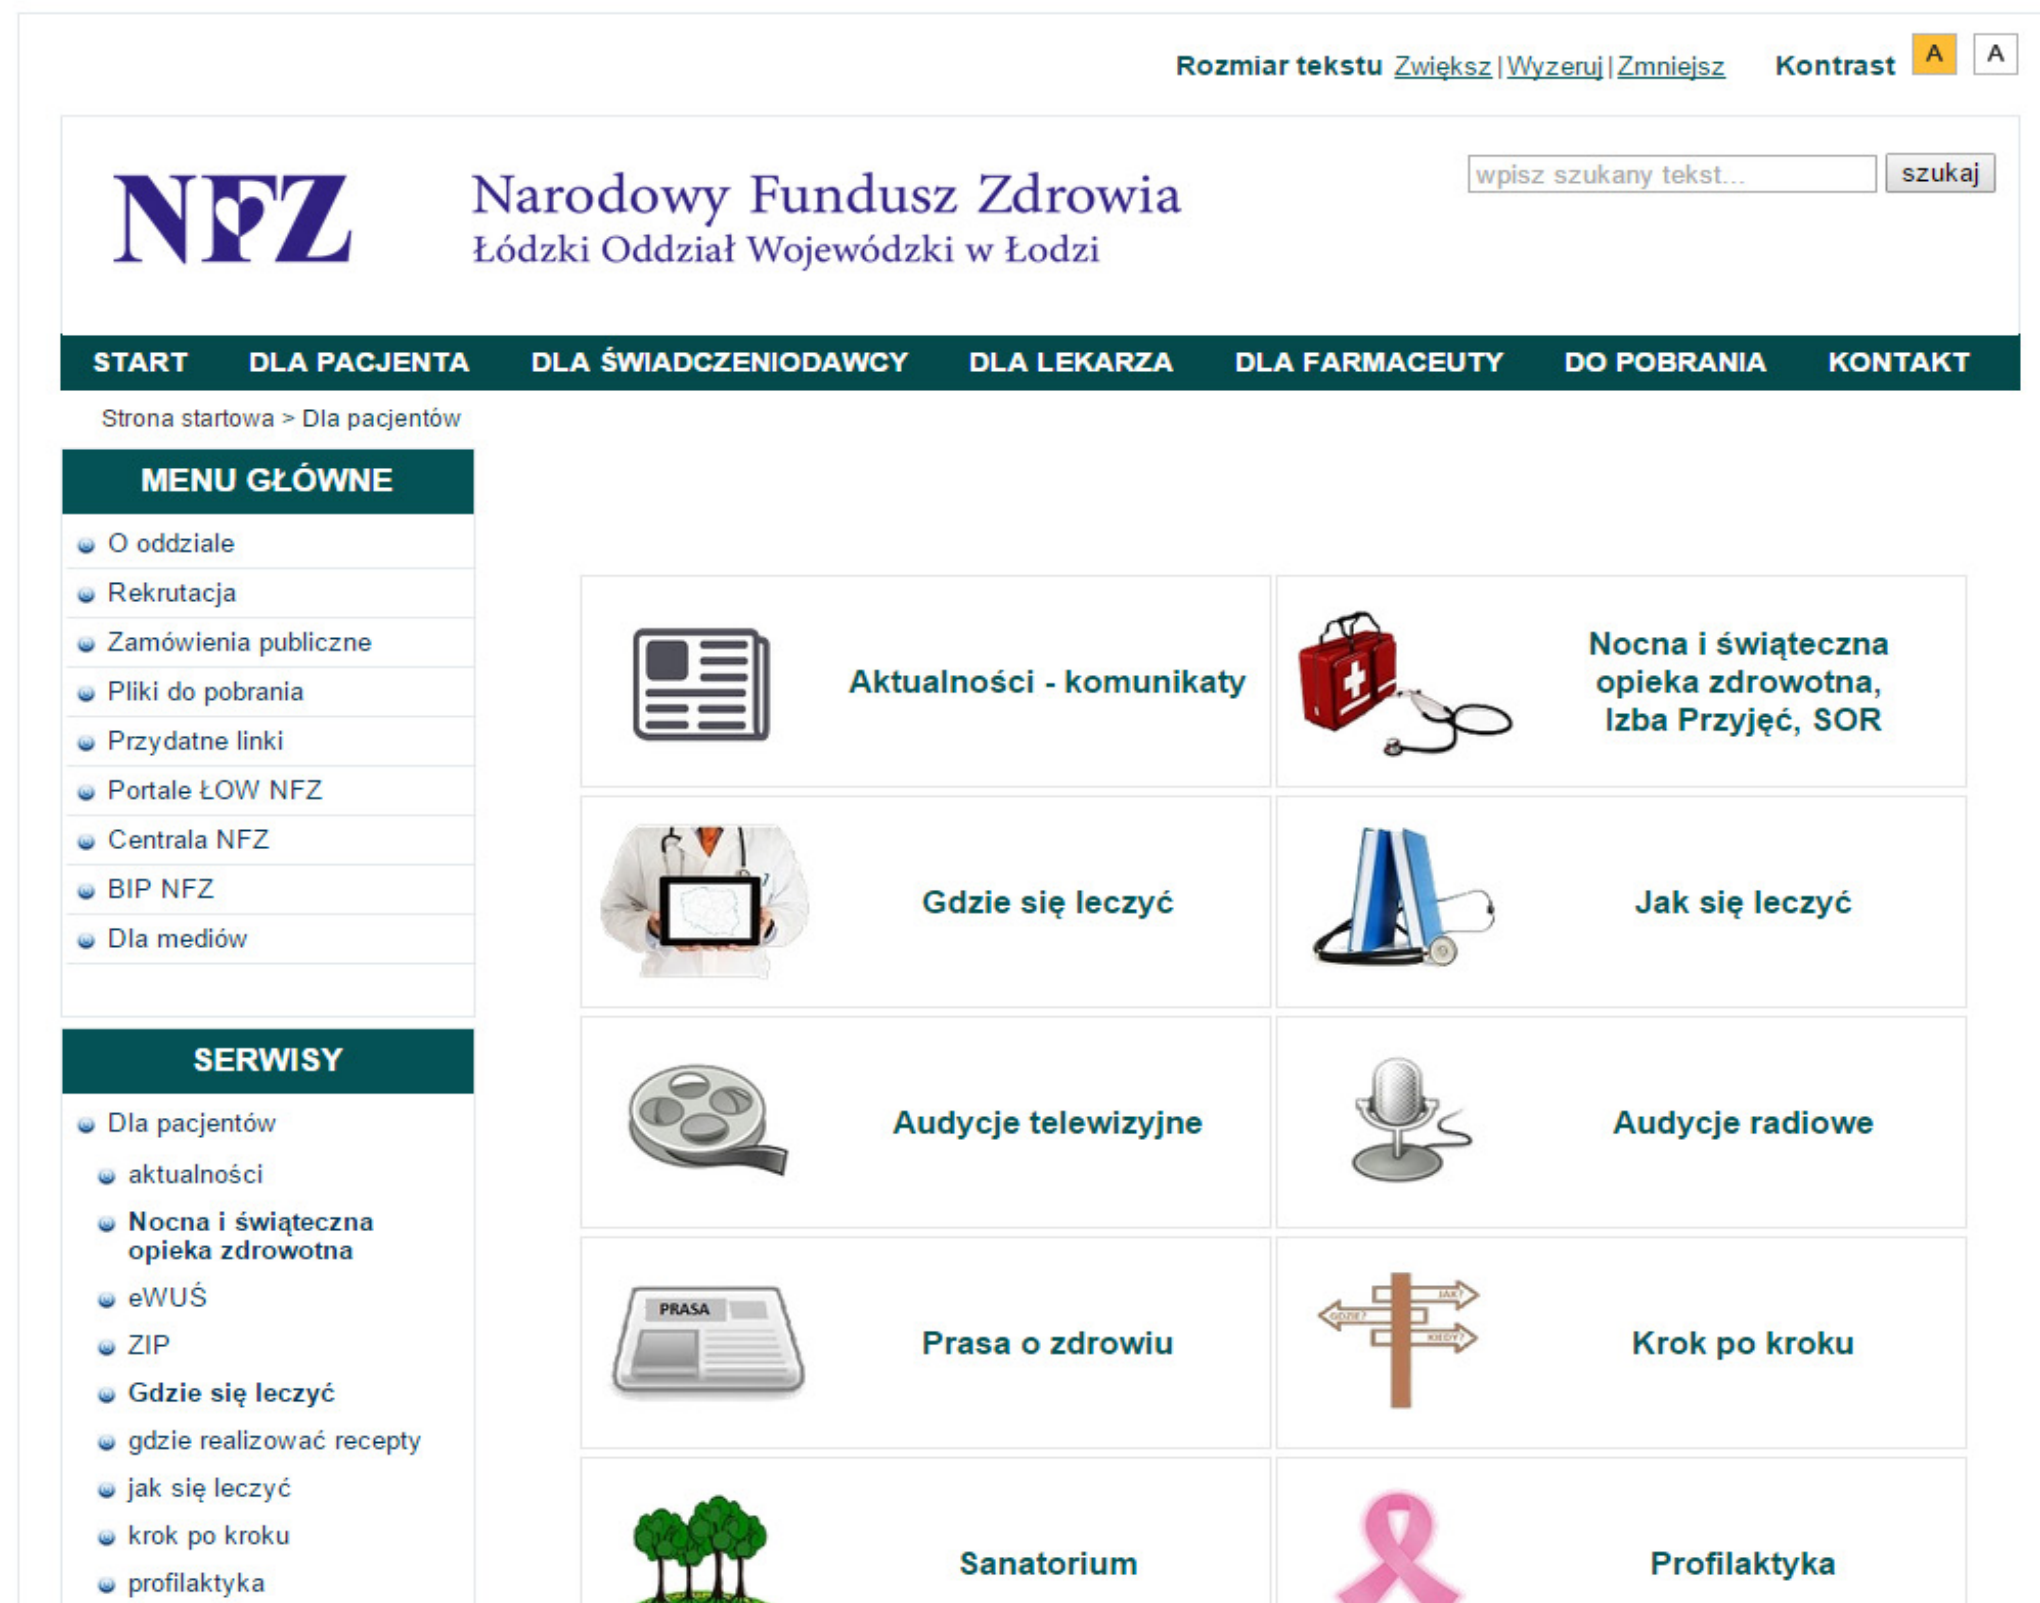 Rozmiar tekstu Zwiększ | Wyzeruj | Zmniejsz Kontrast A A
NFZ
Narodowy Fundusz Zdrowia
Łódzki Oddział Wojewódzki w Łodzi
wpisz szukany tekst... szukaj
START DLA PACJENTA DLA ŚWIADCZENIODAWCY DLA LEKARZA DLA FARMACEUTY DO POBRANIA KONTAKT
Strona startowa > Dla pacjentów
MENU GŁÓWNE
O oddziale
Rekrutacja
Zamówienia publiczne
Pliki do pobrania
Przydatne linki
Portale ŁOW NFZ
Centrala NFZ
BIP NFZ
Dla mediów
SERWISY
Dla pacjentów
aktualności
Nocna i świąteczna
opieka zdrowotna
eWUŚ
ZIP
Gdzie się leczyć
gdzie realizować recepty
jak się leczyć
krok po kroku
profilaktyka
Aktualności - komunikaty
Nocna i świąteczna
opieka zdrowotna,
Izba Przyjęć, SOR
Gdzie się leczyć
Jak się leczyć
Audycje telewizyjne
Audycje radiowe
PRASA
Prasa o zdrowiu
JAK?
GDZIE?
KIEDY?
Krok po kroku
Sanatorium
Profilaktyka